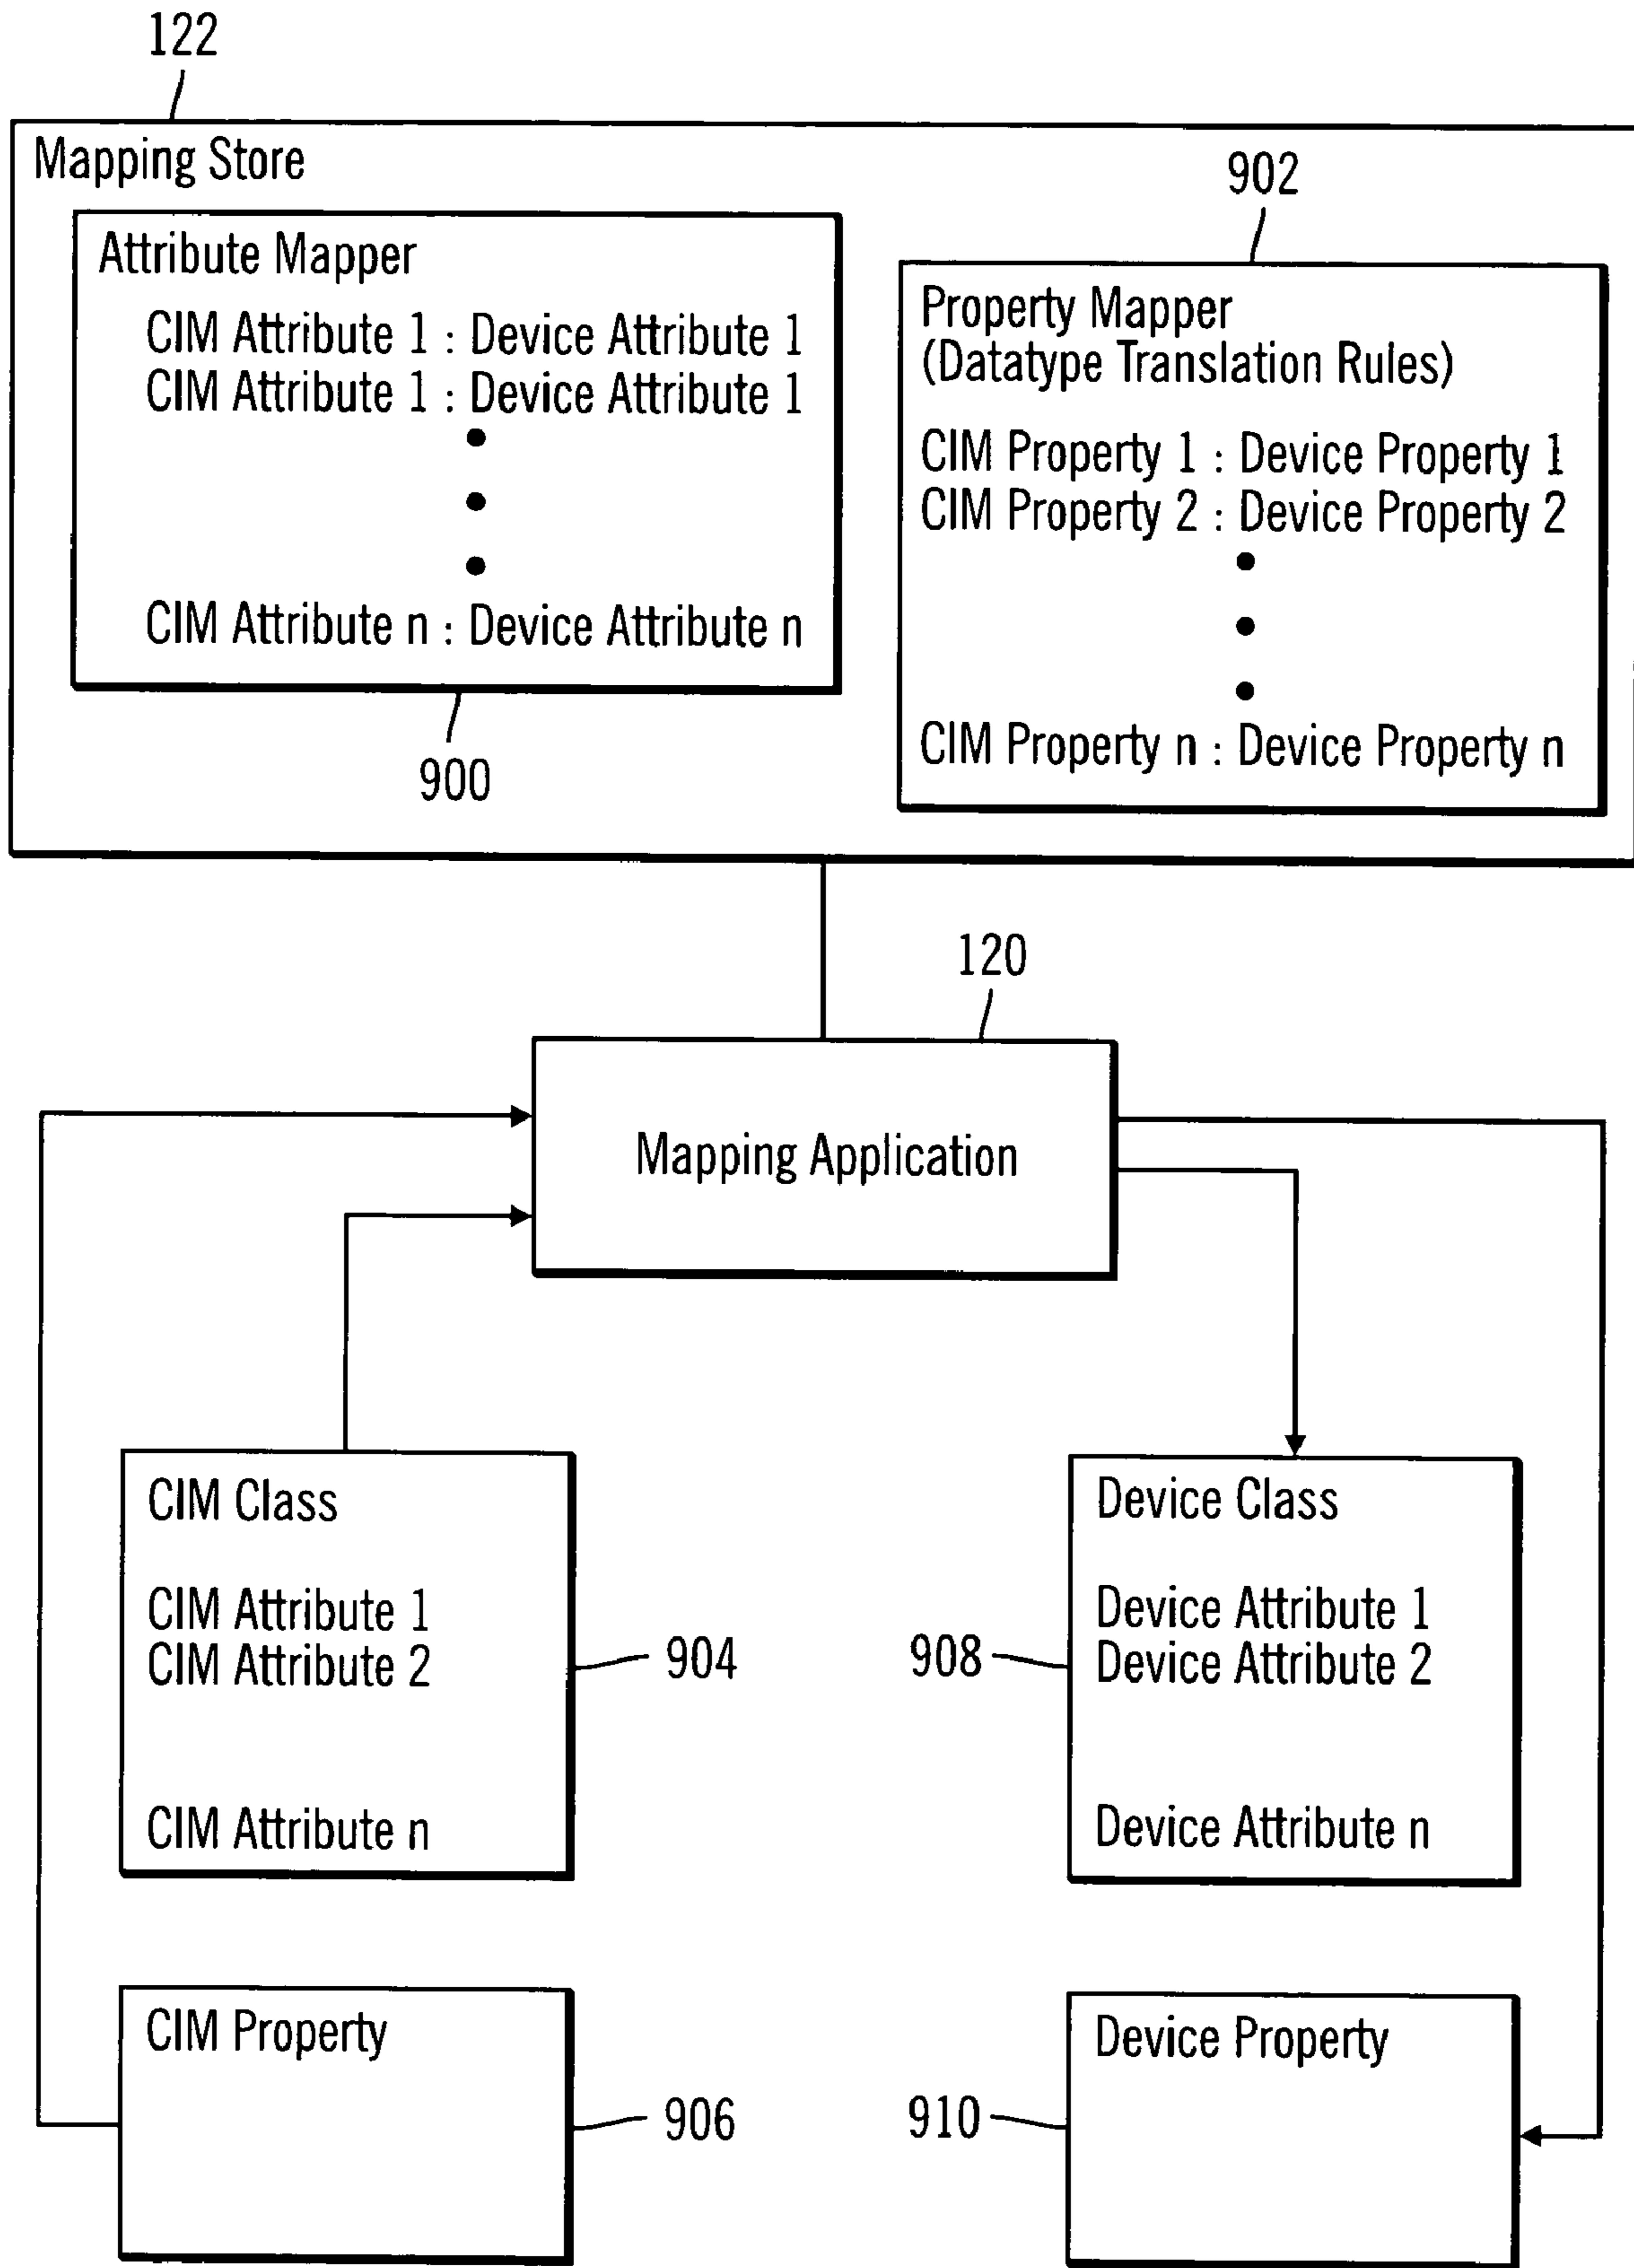 122
Mapping Store
902
Attribute Mapper
CIM Attribute 1 : Device Attribute 1
CIM Attribute 1 : Device Attribute 1
CIM Attribute n : Device Attribute n
900
Property Mapper
(Datatype Translation Rules)
CIM Property 1 : Device Property 1
CIM Property 2 : Device Property 2
CIM Property n : Device Property n
120
Mapping Application
CIM Class
CIM Attribute 1
CIM Attribute 2
CIM Attribute n
904
908
Device Class
Device Attribute 1
Device Attribute 2
Device Attribute n
CIM Property
906
910
Device Property